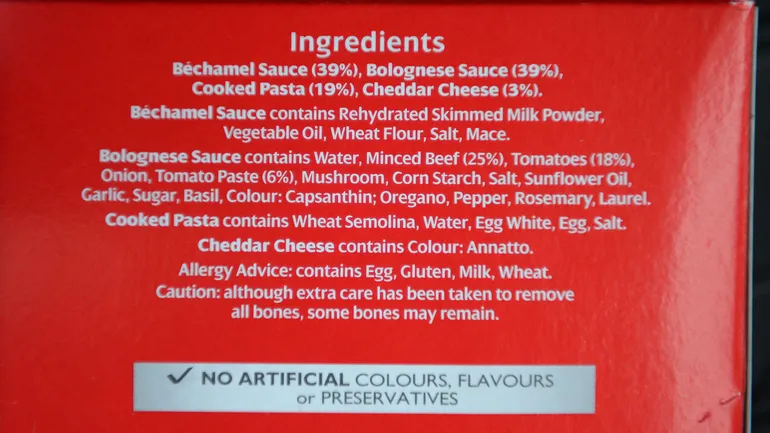 Ingredients
Béchamel Sauce (39%), Bolognese Sauce (39%),
Cooked Pasta (19%), Cheddar Cheese (3%).
Béchamel Sauce contains Rehydrated Skimmed Milk Powder,
Vegetable Oil, Wheat Flour, Salt, Mace.
Bolognese Sauce contains Water, Minced Beef (25%), Tomatoes (18%),
Onion, Tomato Paste (6%), Mushroom, Corn Starch, Salt, Sunflower Oil,
Garlic, Sugar, Basil, Colour: Capsanthin; Oregano, Pepper, Rosemary, Laurel.
Cooked Pasta contains Wheat Semolina, Water, Egg White, Egg, Salt.
Cheddar Cheese contains Colour: Annatto.
Allergy Advice: contains Egg, Gluten, Milk, Wheat.
Caution: although extra care has been taken to remove
all bones, some bones may remain.
✓ NO ARTIFICIAL COLOURS, FLAVOURS
or PRESERVATIVES